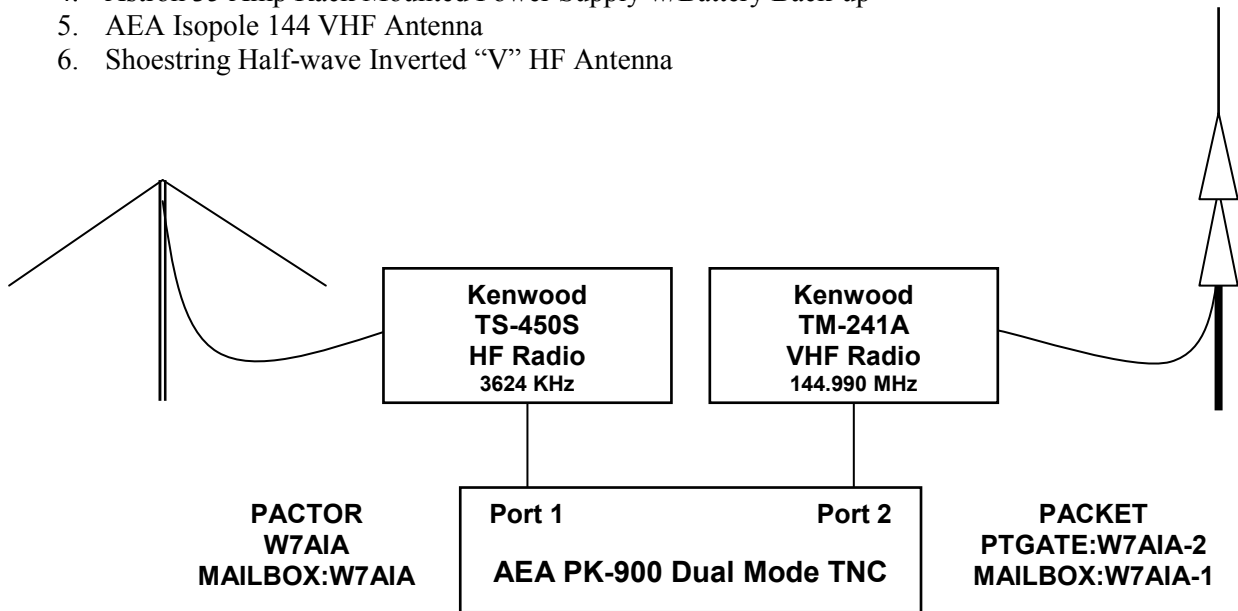 5. AEA Isopole 144 VHF Antenna
6. Shoestring Half-wave Inverted “V” HF Antenna
Kenwood
TS-450S
HF Radio
3624 KHz
Kenwood
TM-241A
VHF Radio
144.990 MHz
PACTOR
W7AIA
MAILBOX:W7AIA
Port 1
Port 2
AEA PK-900 Dual Mode TNC
PACKET
PTGATE:W7AIA-2
MAILBOX:W7AIA-1